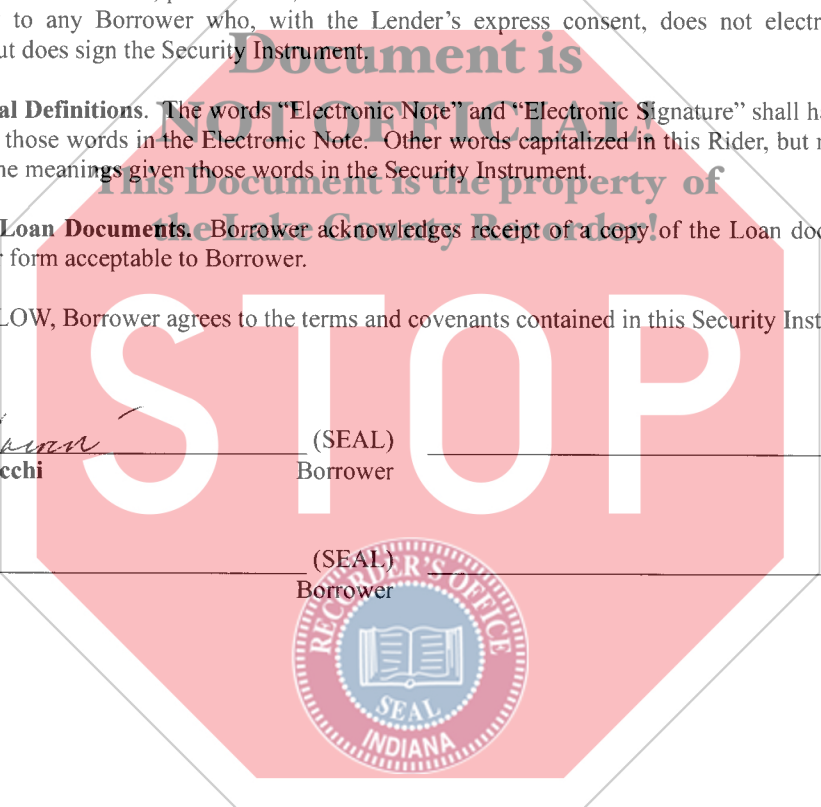 to any Borrower who, with the Lender's express consent, does not electr
ut does sign the Security Instrument.
Document is
al Definitions. The words "Electronic Note" and "Electronic Signature" shall h
NOT OFFICIAL!
those words in the Electronic Note. Other words capitalized in this Rider, but
he meanings given those words in the Security Instrument.
This Document is the property of
the Lake County Recorder!
Loan Documents. Borrower acknowledges receipt of a copy of the Loan doc
form acceptable to Borrower.
LOW, Borrower agrees to the terms and covenants contained in this Security Inst
STOP
(SEAL)
cchi Borrower
(SEAL)
Borrower
RECORDER'S OFFICE
SEAL
INDIANA